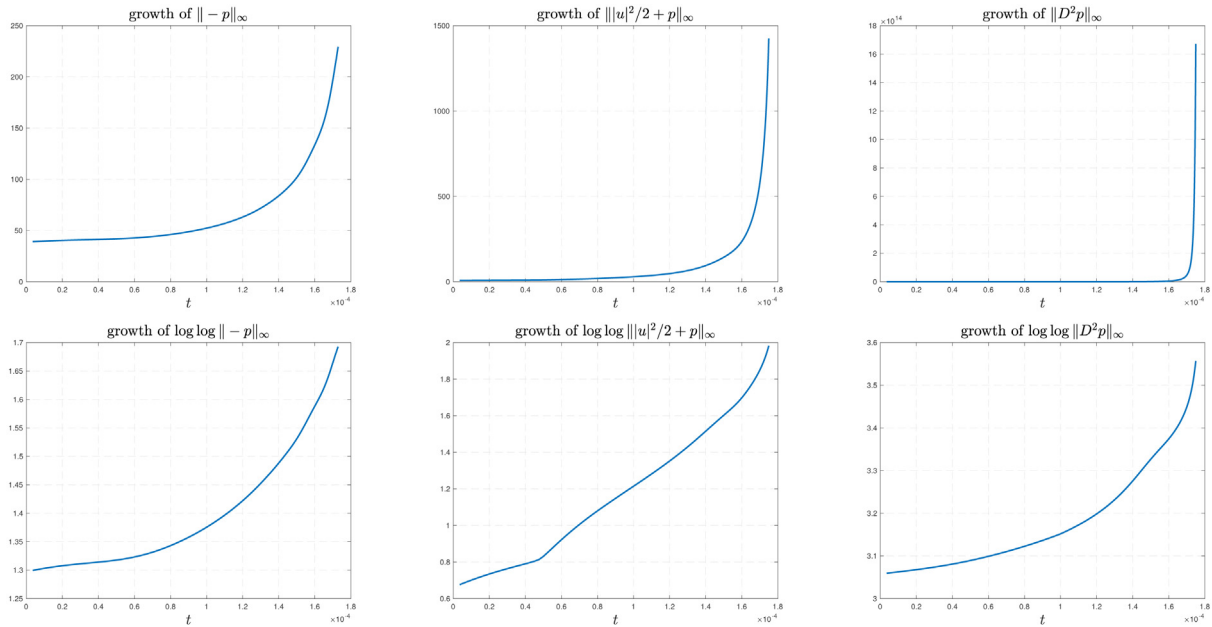 growth of ‖ − p‖∞
250
200
150
100
50
0
0 0.2 0.4 0.6 0.8 1 1.2 1.4 1.6 1.8
t
×10⁻⁴
growth of ‖|u|²/2 + p‖∞
1500
1000
500
0
0 0.2 0.4 0.6 0.8 1 1.2 1.4 1.6 1.8
t
×10⁻⁴
growth of ‖D²p‖∞
×10¹⁴
18
16
14
12
10
8
6
4
2
0
0 0.2 0.4 0.6 0.8 1 1.2 1.4 1.6 1.8
t
×10⁻⁴
growth of log log ‖ − p‖∞
1.7
1.65
1.6
1.55
1.5
1.45
1.4
1.35
1.3
1.25
0 0.2 0.4 0.6 0.8 1 1.2 1.4 1.6 1.8
t
×10⁻⁴
growth of log log ‖|u|²/2 + p‖∞
2
1.8
1.6
1.4
1.2
1
0.8
0.6
0 0.2 0.4 0.6 0.8 1 1.2 1.4 1.6 1.8
t
×10⁻⁴
growth of log log ‖D²p‖∞
3.6
3.5
3.4
3.3
3.2
3.1
3
0 0.2 0.4 0.6 0.8 1 1.2 1.4 1.6 1.8
t
×10⁻⁴